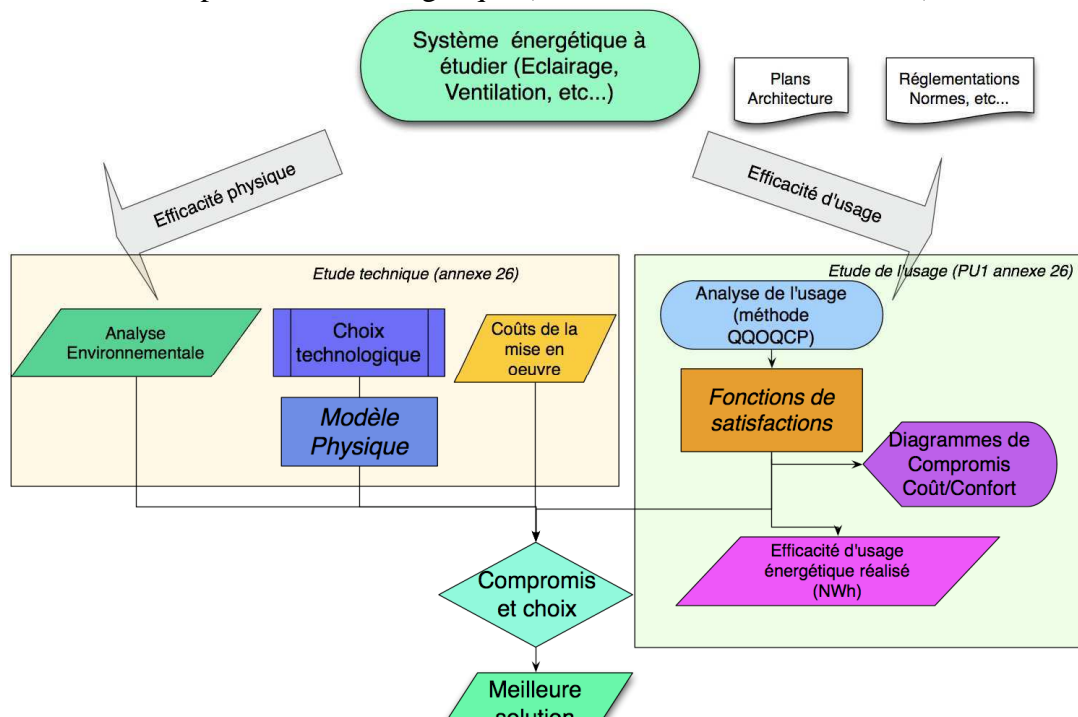 Système énergétique à
étudier (Eclairage,
Ventilation, etc...)
Plans
Architecture
Réglementations
Normes, etc...
Efficacité physique
Efficacité d'usage
Etude technique (annexe 26)
Etude de l'usage (PU1 annexe 26)
Analyse
Environnementale
Choix
technologique
Coûts de la
mise en
oeuvre
Modèle
Physique
Analyse de l'usage
(méthode
QQOQCP)
Fonctions de
satisfactions
Diagrammes de
Compromis
Coût/Confort
Efficacité d'usage
énergétique réalisé
(NWh)
Compromis
et choix
Meilleure
solution